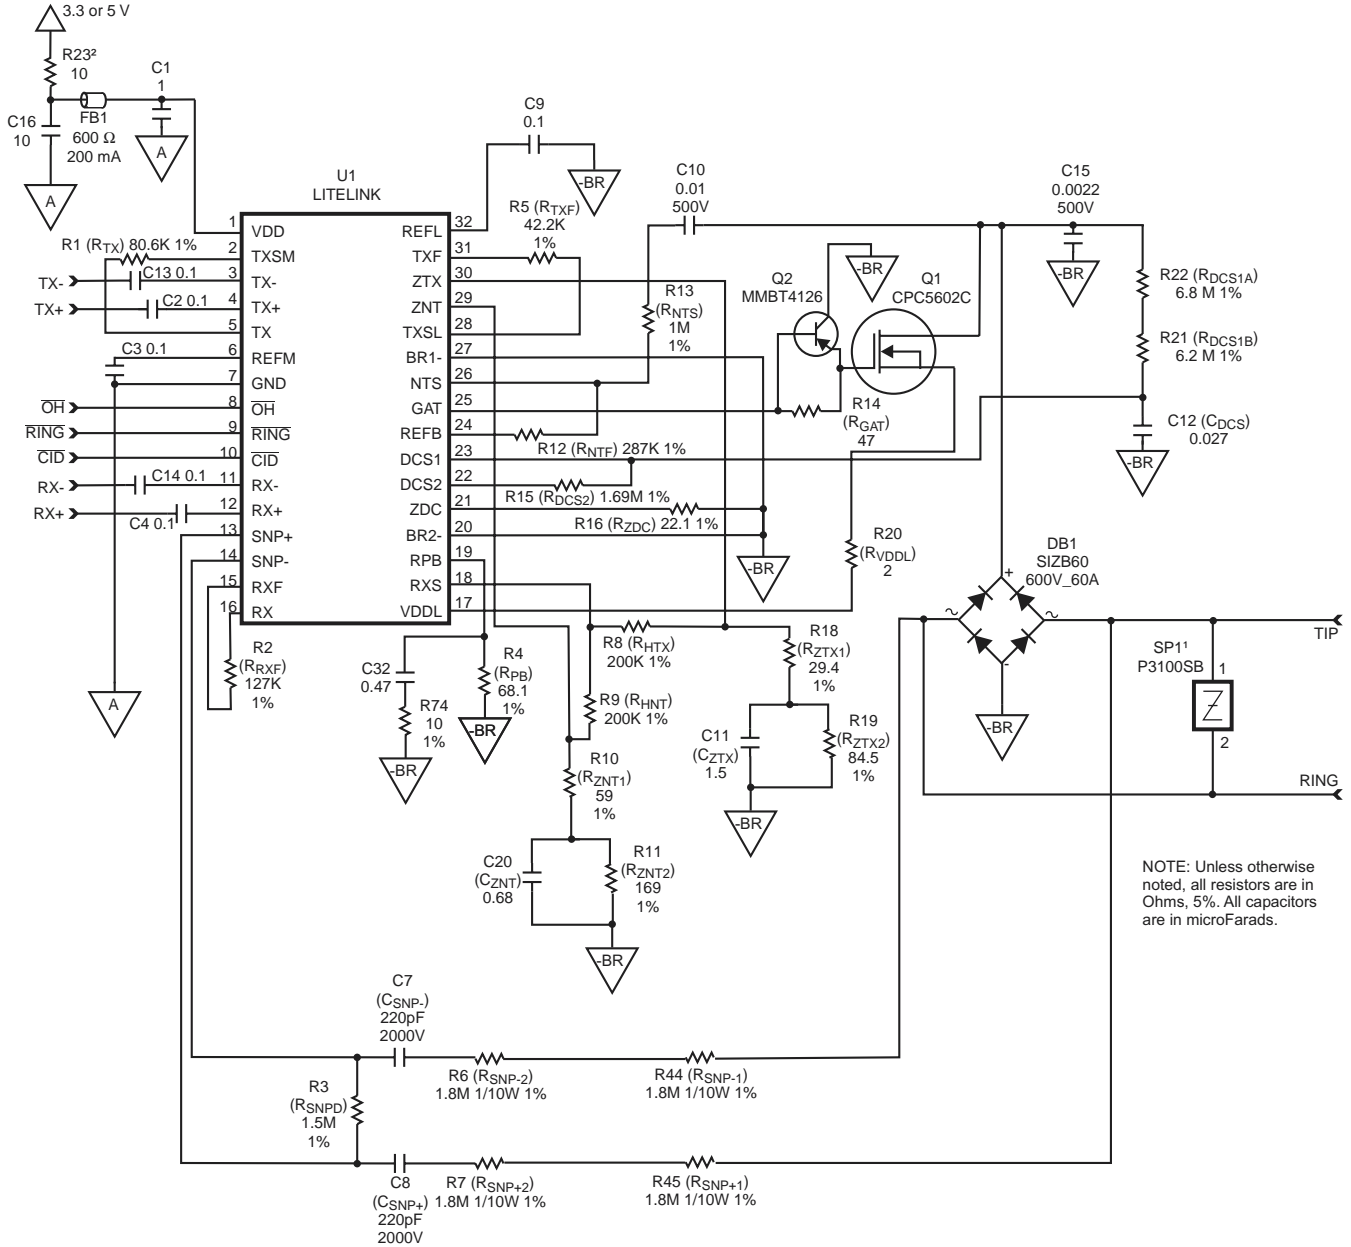 3.3 or 5 V
R23²
10
C1
1
C16
10
FB1
600 Ω
200 mA
A
A
C9
0.1
-BR
U1
LITELINK
1
VDD
2
TXSM
3
TX-
4
TX+
5
TX
6
REFM
7
GND
8
OH
9
RING
10
CID
11
RX-
12
RX+
13
SNP+
14
SNP-
15
RXF
16
RX
32
REFL
31
TXF
30
ZTX
29
ZNT
28
TXSL
27
BR1-
26
NTS
25
GAT
24
REFB
23
DCS1
22
DCS2
21
ZDC
20
BR2-
19
RPB
18
RXS
17
VDDL
R1 (RTX) 80.6K 1%
TX-
C13 0.1
TX+
C2 0.1
C3 0.1
OH
RING
CID
RX-
C14 0.1
RX+
C4 0.1
A
R2
(RRXF)
127K
1%
R5 (RTXF)
42.2K
1%
C10
0.01
500V
R13
(RNTS)
1M
1%
Q2
MMBT4126
-BR
Q1
CPC5602C
C15
0.0022
500V
-BR
R22 (RDCS1A)
6.8 M 1%
R21 (RDCS1B)
6.2 M 1%
C12 (CDCS)
0.027
-BR
R14
(RGAT)
47
R12 (RNTF) 287K 1%
R15 (RDCS2) 1.69M 1%
R16 (RZDC) 22.1 1%
-BR
R20
(RVDDL)
2
DB1
SIZB60
600V_60A
+
~
~
-
-BR
TIP
SP1¹
P3100SB
1
2
RING
C32
0.47
R74
10
1%
-BR
R4
(RPB)
68.1
1%
-BR
R8 (RHTX)
200K 1%
R9 (RHNT)
200K 1%
R18
(RZTX1)
29.4
1%
C11
(CZTX)
1.5
R19
(RZTX2)
84.5
1%
-BR
R10
(RZNT1)
59
1%
C20
(CZNT)
0.68
R11
(RZNT2)
169
1%
-BR
NOTE: Unless otherwise
noted, all resistors are in
Ohms, 5%. All capacitors
are in microFarads.
C7
(CSNP-)
220pF
2000V
R6 (RSNP-2)
1.8M 1/10W 1%
R44 (RSNP-1)
1.8M 1/10W 1%
R3
(RSNPD)
1.5M
1%
C8
(CSNP+)
220pF
2000V
R7 (RSNP+2)
1.8M 1/10W 1%
R45 (RSNP+1)
1.8M 1/10W 1%